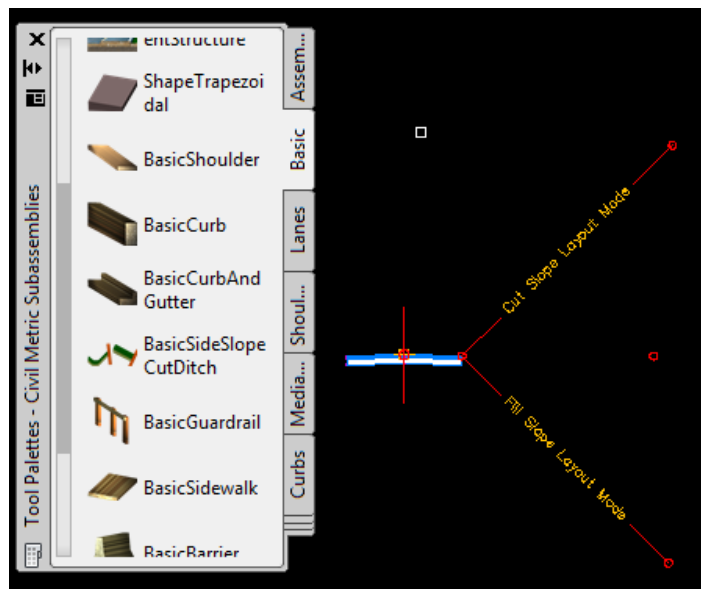 Tool Palettes - Civil Metric Subassemblies
entStructure
ShapeTrapezoi
dal
BasicShoulder
BasicCurb
BasicCurbAnd
Gutter
BasicSideSlope
CutDitch
BasicGuardrail
BasicSidewalk
BasicBarrier
Assem...
Basic
Lanes
Shoul...
Media...
Curbs
Cut Slope Layout Mode
Fill Slope Layout Mode